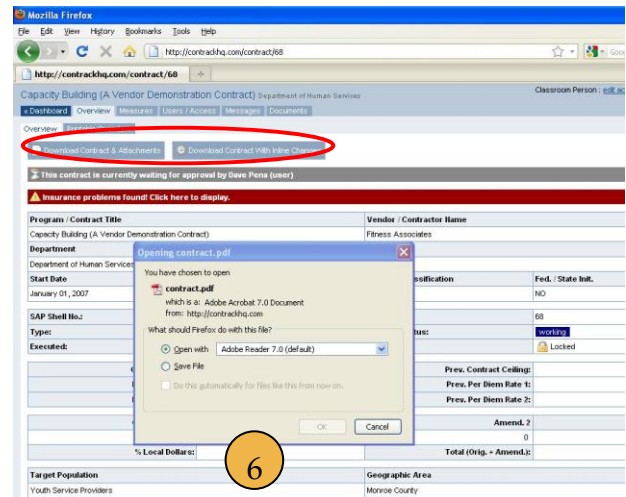 Mozilla Firefox
File Edit View History Bookmarks Tools Help
http://contrackhq.com/contract/68
http://contrackhq.com/contract/68
Capacity Building (A Vendor Demonstration Contract) Department of Human Services
Classroom Person : edit
« Dashboard Overview Measures Users / Access Messages Documents
Overview
Download Contract & Attachments Download Contract With Inline Changes
This contract is currently waiting for approval by Dave Pena (user)
Insurance problems found! Click here to display.
Program / Contract Title Vendor / Contractor Name
Capacity Building (A Vendor Demonstration Contract) Fitness Associates
Department
Department of Human Services
Start Date Fed. / State Init.
January 01, 2007 NO
SAP Shell No.: 68
Type: working
Executed: Locked
Opening contract.pdf
You have chosen to open
contract.pdf
which is a: Adobe Acrobat 7.0 Document
from: http://contrackhq.com
What should Firefox do with this file?
Open with Adobe Reader 7.0 (default)
Save File
Do this automatically for files like this from now on.
OK Cancel
Prev. Contract Ceiling:
Prev. Per Diem Rate 1:
Prev. Per Diem Rate 2:
Amend. 2
0
% Local Dollars: Total (Orig. + Amend.):
6
Target Population Geographic Area
Youth Service Providers Monroe County